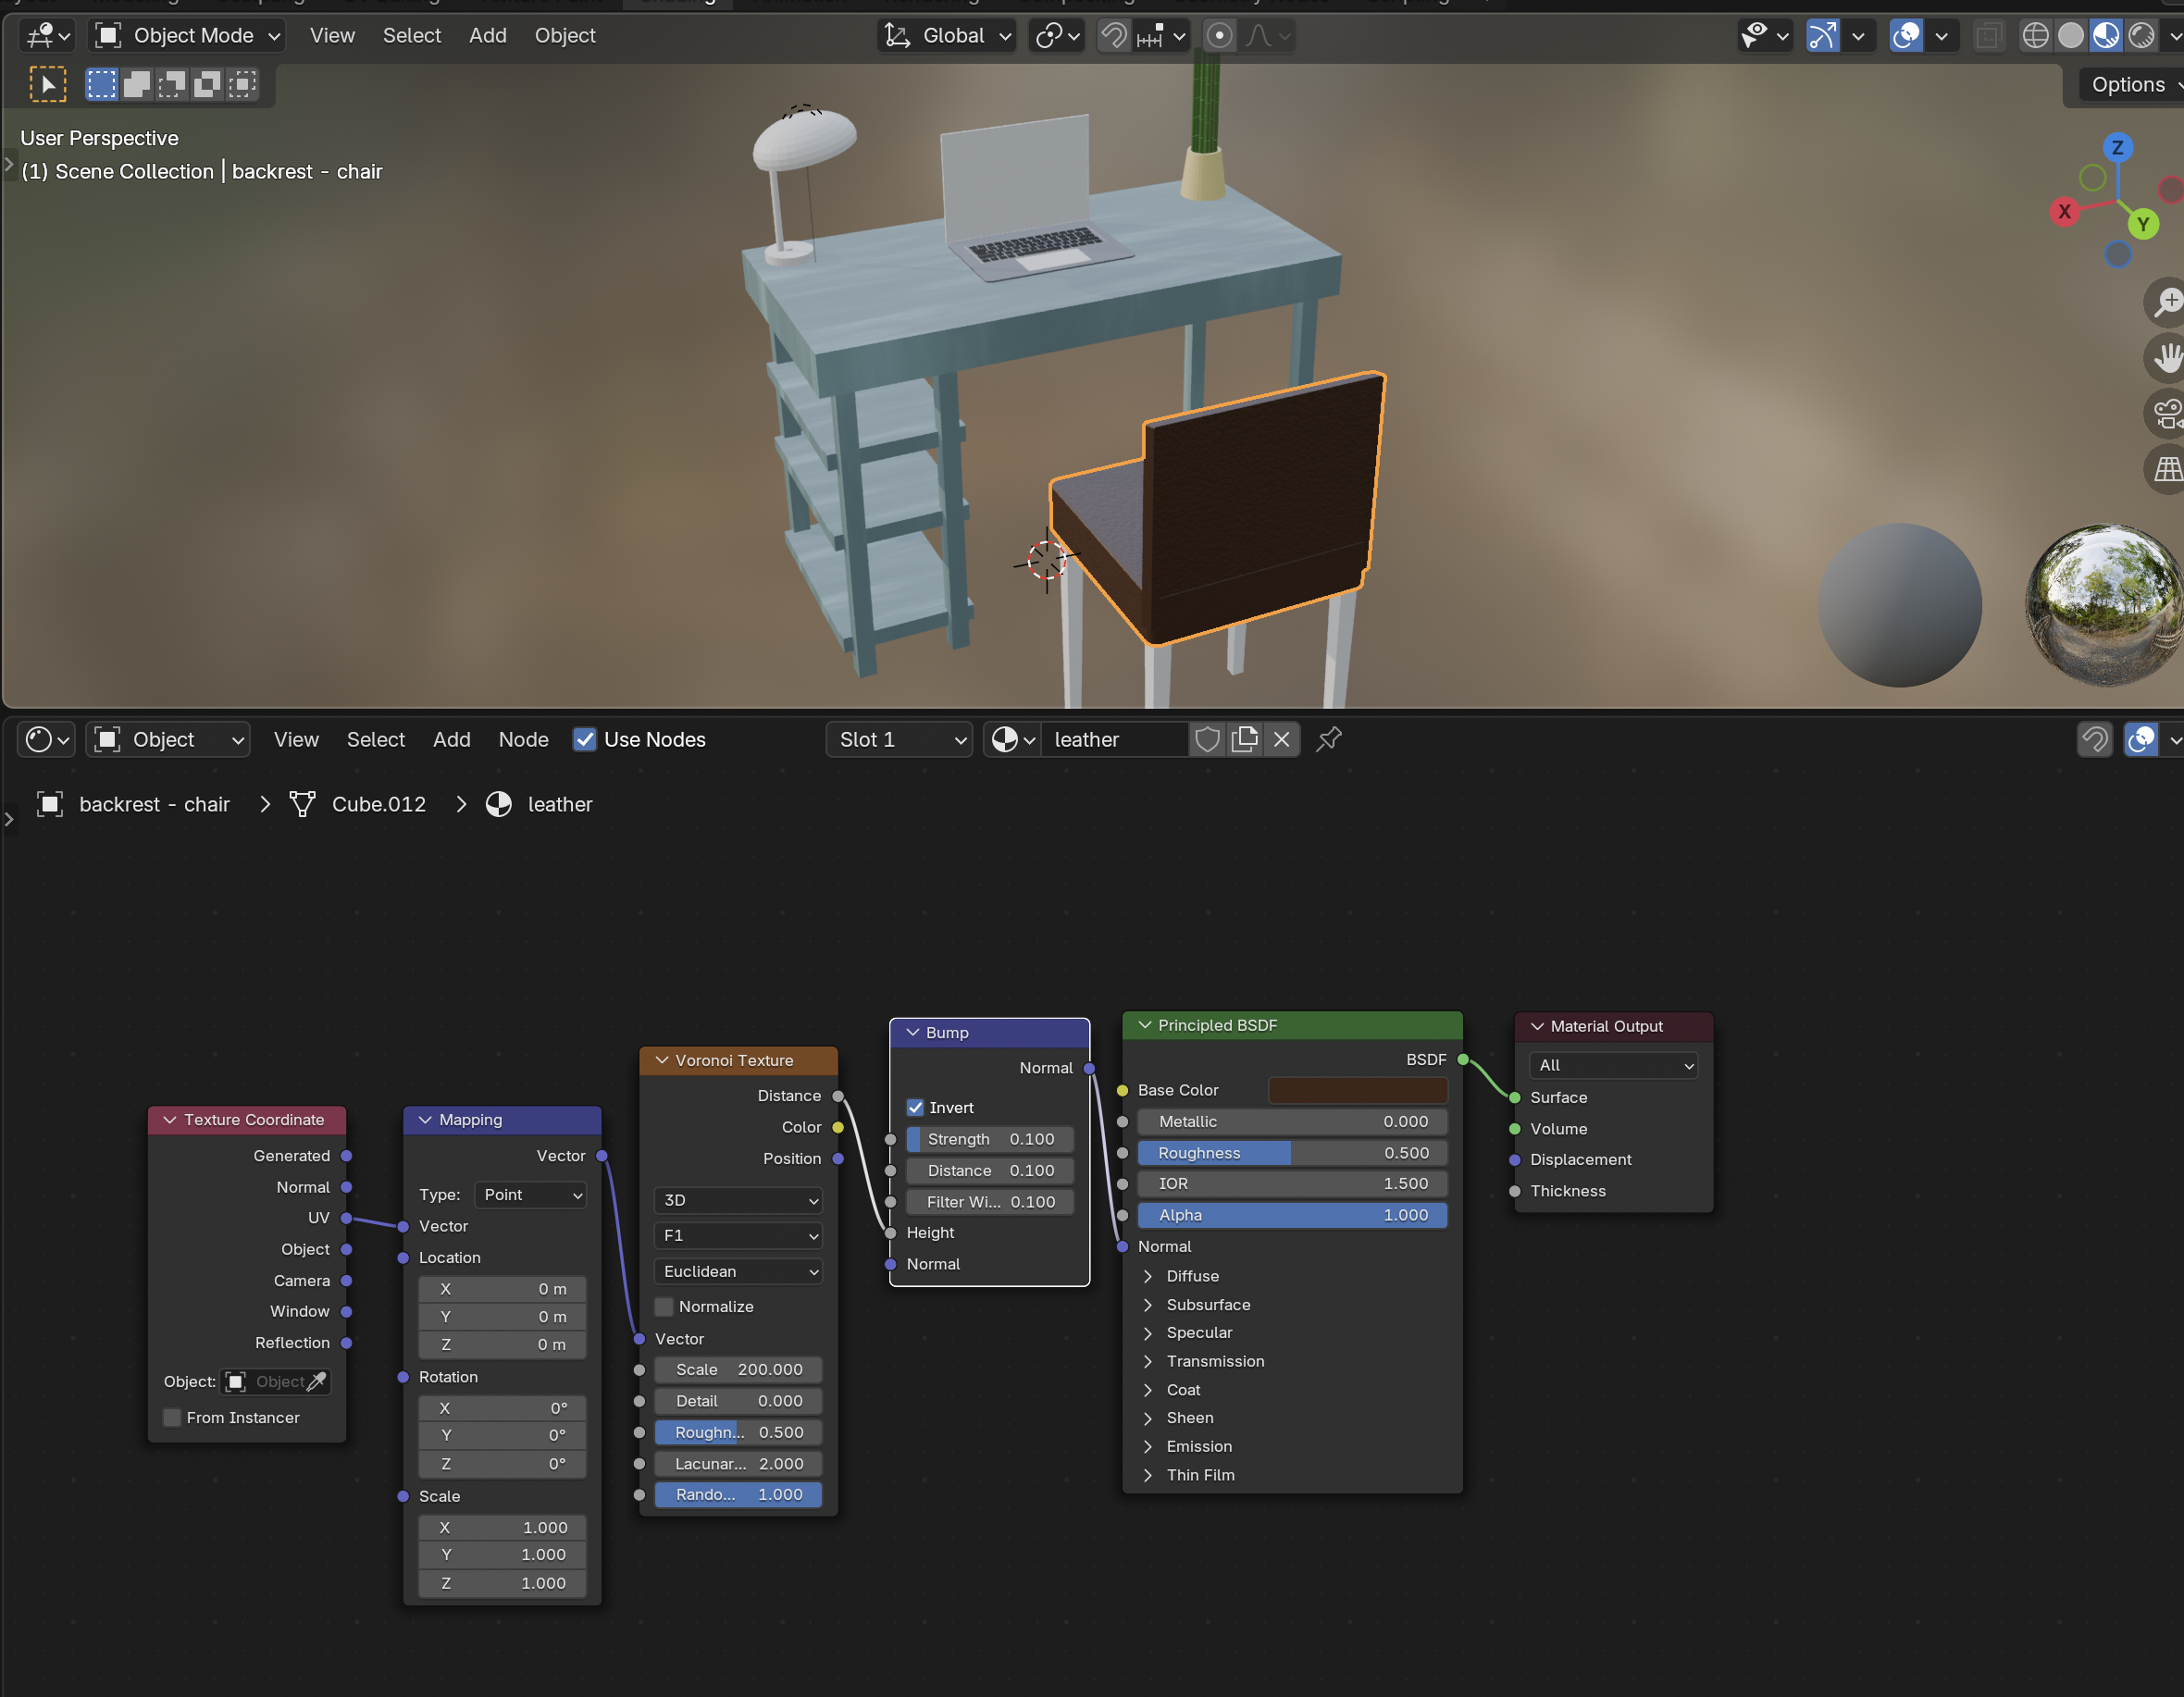 Object Mode
View
Select
Add
Object
Global
Options
User Perspective
(1) Scene Collection | backrest - chair
Z
X
Y
Object
View
Select
Add
Node
Use Nodes
Slot 1
leather
backrest - chair
Cube.012
leather
Texture Coordinate
Generated
Normal
UV
Object
Camera
Window
Reflection
Object:
Object
From Instancer
Mapping
Vector
Type:
Point
Vector
Location
X 0 m
Y 0 m
Z 0 m
Rotation
X 0°
Y 0°
Z 0°
Scale
X 1.000
Y 1.000
Z 1.000
Voronoi Texture
Distance
Color
Position
3D
F1
Euclidean
Normalize
Vector
Scale 200.000
Detail 0.000
Roughn... 0.500
Lacunar... 2.000
Rando... 1.000
Bump
Normal
Invert
Strength 0.100
Distance 0.100
Filter Wi... 0.100
Height
Normal
Principled BSDF
BSDF
Base Color
Metallic 0.000
Roughness 0.500
IOR 1.500
Alpha 1.000
Normal
Diffuse
Subsurface
Specular
Transmission
Coat
Sheen
Emission
Thin Film
Material Output
All
Surface
Volume
Displacement
Thickness